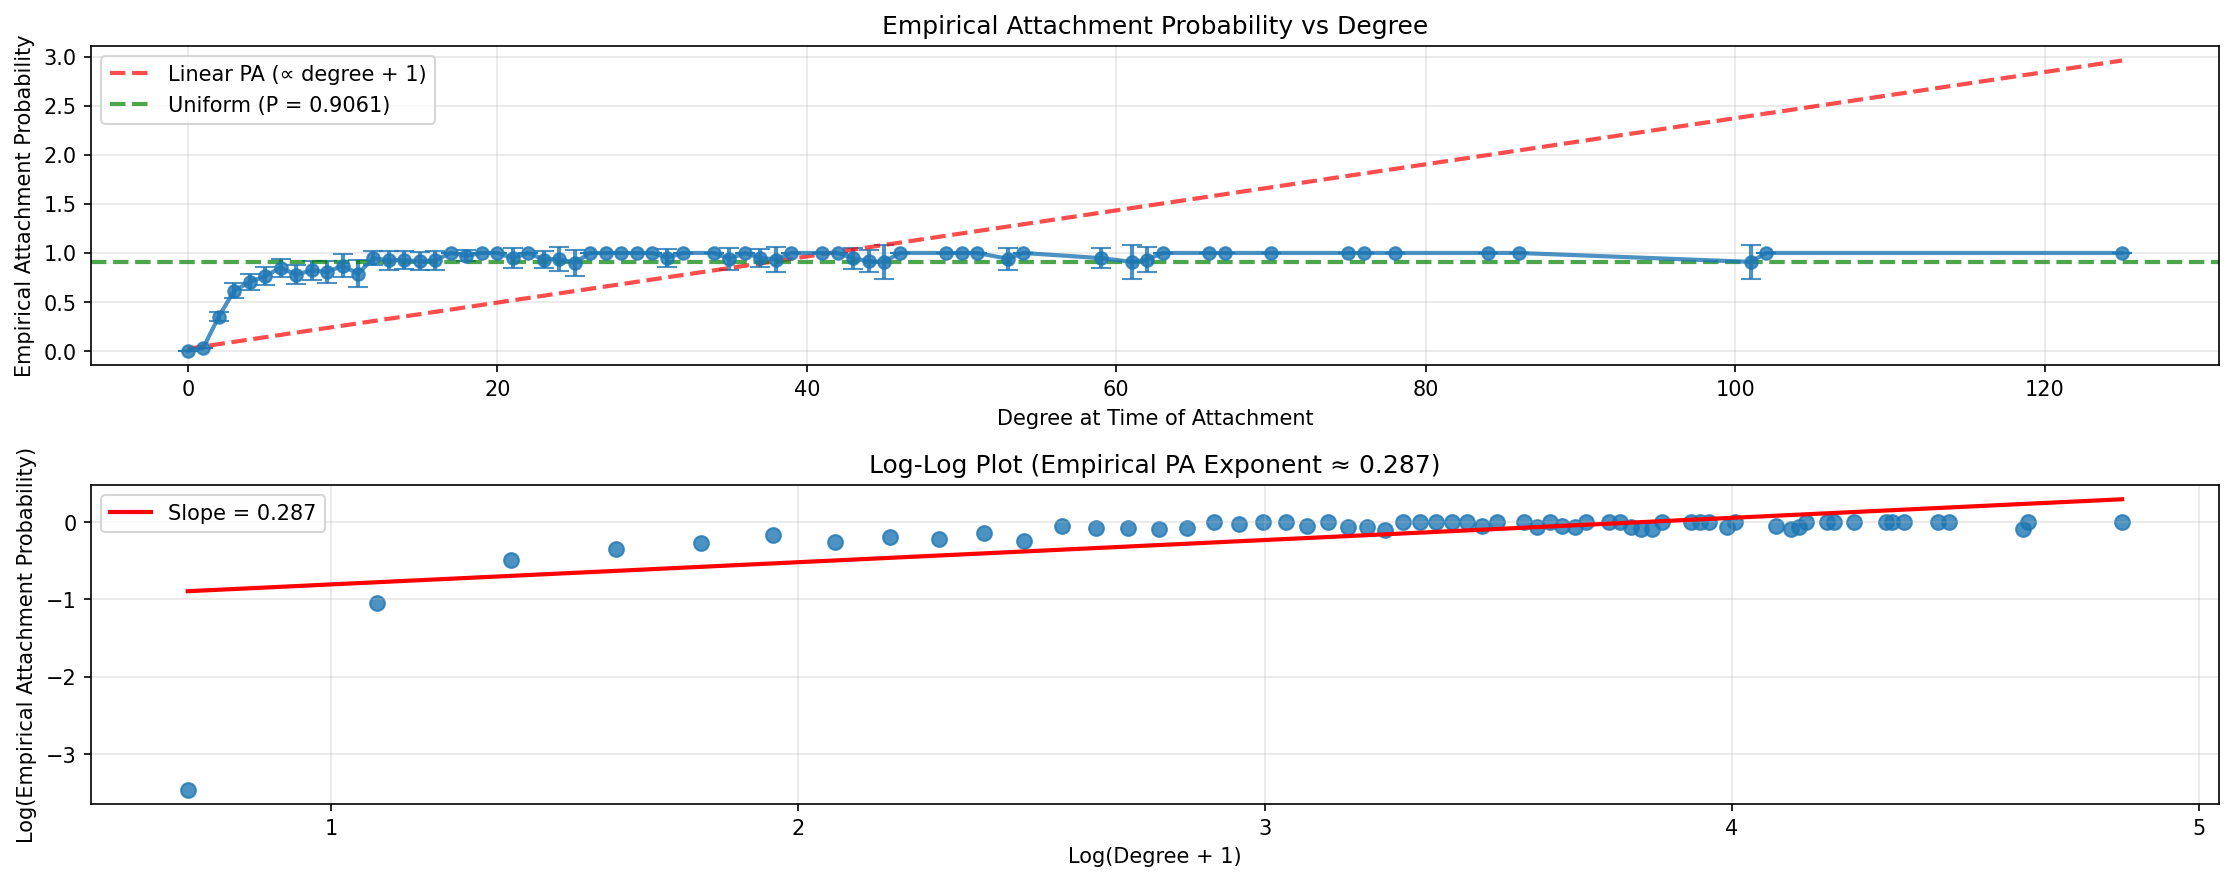 Empirical Attachment Probability vs Degree
Empirical Attachment Probability
3.0
2.5
2.0
1.5
1.0
0.5
0.0
Linear PA (∝ degree + 1)
Uniform (P = 0.9061)
0 20 40 60 80 100 120
Degree at Time of Attachment
Log-Log Plot (Empirical PA Exponent ≈ 0.287)
Log(Empirical Attachment Probability)
0
−1
−2
−3
Slope = 0.287
1 2 3 4 5
Log(Degree + 1)